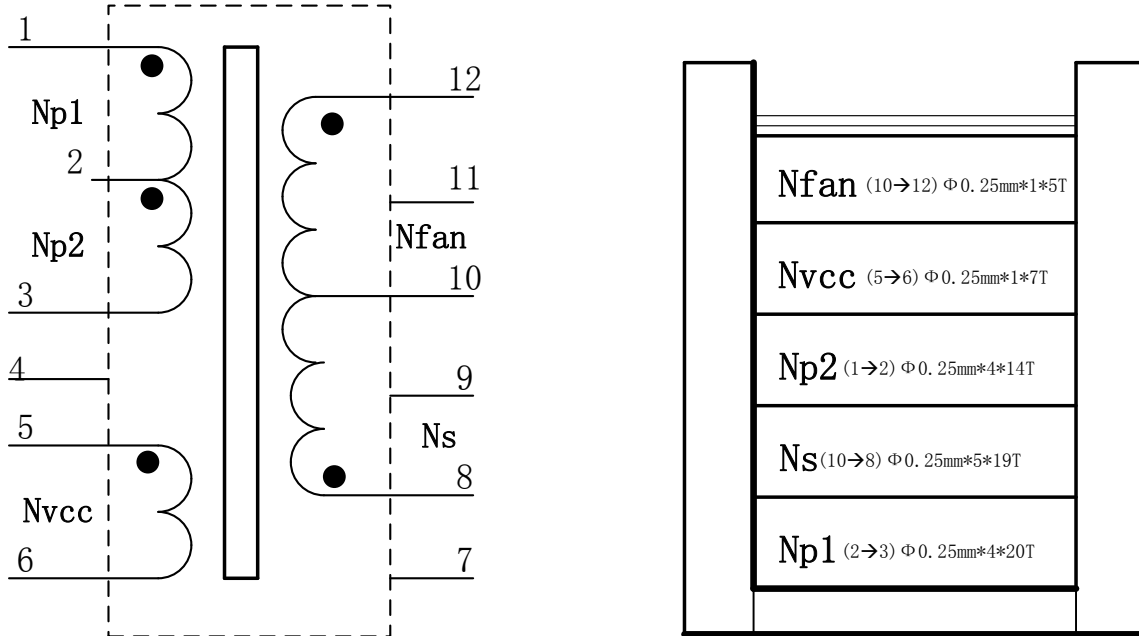 1
Np1
2
Np2
3
4
5
Nvcc
6
12
11
Nfan
10
9
Ns
8
7
Nfan (10→12) Φ0.25mm*1*5T
Nvcc (5→6) Φ0.25mm*1*7T
Np2 (1→2) Φ0.25mm*4*14T
Ns (10→8) Φ0.25mm*5*19T
Np1 (2→3) Φ0.25mm*4*20T